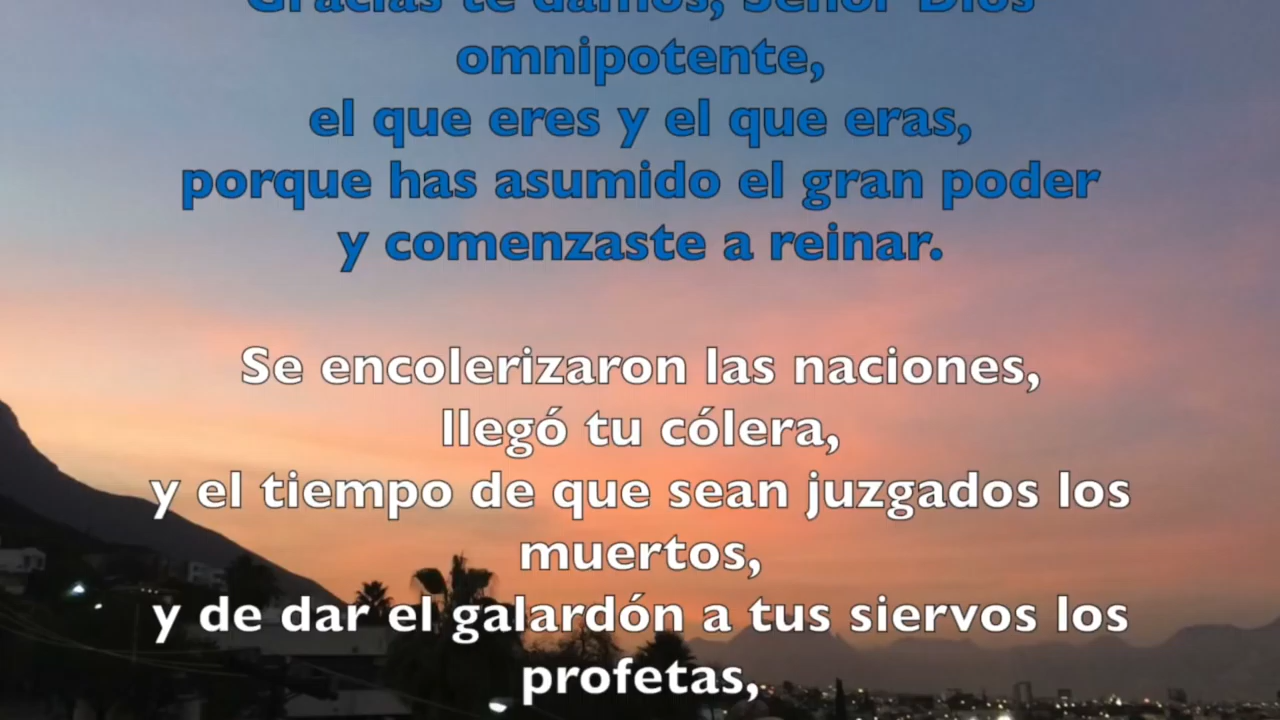 Gracias te damos, Señor Dios
omnipotente,
el que eres y el que eras,
porque has asumido el gran poder
y comenzaste a reinar.
Se encolerizaron las naciones,
llegó tu cólera,
y el tiempo de que sean juzgados los
muertos,
y de dar el galardón a tus siervos los
profetas,